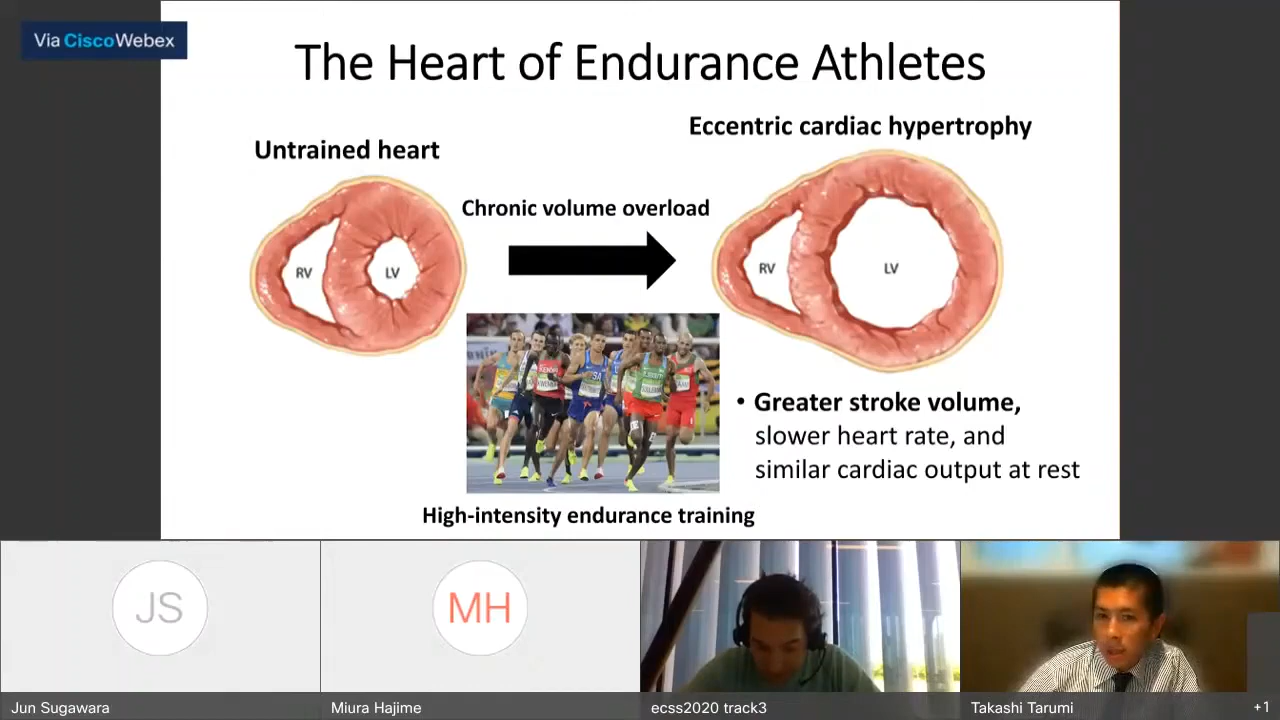 Via Cisco Webex
The Heart of Endurance Athletes
Untrained heart
Eccentric cardiac hypertrophy
Chronic volume overload
RV
LV
RV
LV
• Greater stroke volume,
slower heart rate, and
similar cardiac output at rest
High-intensity endurance training
JS
MH
Jun Sugawara
Miura Hajime
ecss2020 track3
Takashi Tarumi
+1